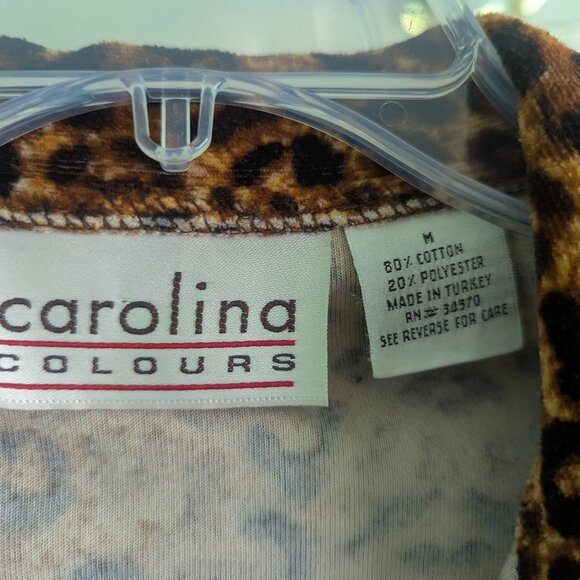 carolina
COLOURS
M
80% COTTON
20% POLYESTER
MADE IN TURKEY
RN# 34570
SEE REVERSE FOR CARE